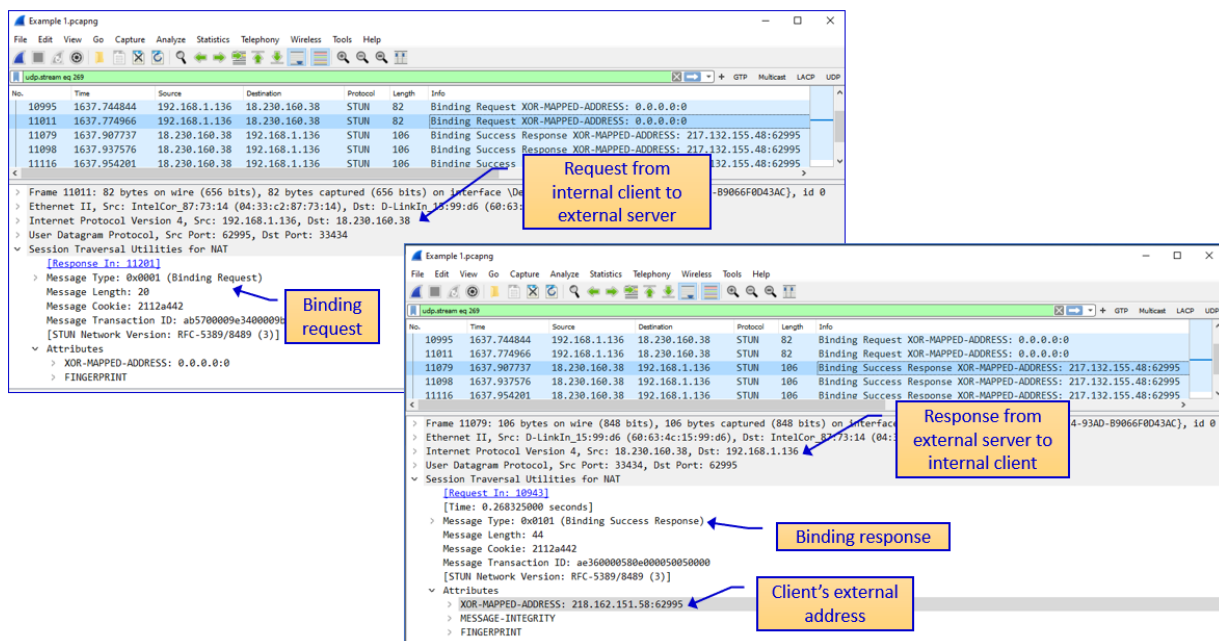 Example 1.pcapng
File Edit View Go Capture Analyze Statistics Telephony Wireless Tools Help
udp.stream eq 269
GTP Multicast LACP UDP
No. Time Source Destination Protocol Length Info
10995 1637.744844 192.168.1.136 18.230.160.38 STUN 82 Binding Request XOR-MAPPED-ADDRESS: 0.0.0.0:0
11011 1637.774966 192.168.1.136 18.230.160.38 STUN 82 Binding Request XOR-MAPPED-ADDRESS: 0.0.0.0:0
11079 1637.907737 18.230.160.38 192.168.1.136 STUN 106 Binding Success Response XOR-MAPPED-ADDRESS: 217.132.155.48:62995
11098 1637.937576 18.230.160.38 192.168.1.136 STUN 106 Binding Success Response XOR-MAPPED-ADDRESS: 217.132.155.48:62995
11116 1637.954201 18.230.160.38 192.168.1.136 STUN 106 Binding Success 17.132.155.48:62995
Request from
internal client to
external server
Frame 11011: 82 bytes on wire (656 bits), 82 bytes captured (656 bits) on interface \De -B9066F0D43AC}, id 0
Ethernet II, Src: IntelCor_87:73:14 (04:33:c2:87:73:14), Dst: D-LinkIn_15:99:d6 (60:63:
Internet Protocol Version 4, Src: 192.168.1.136, Dst: 18.230.160.38
User Datagram Protocol, Src Port: 62995, Dst Port: 33434
Session Traversal Utilities for NAT
[Response In: 11201]
Message Type: 0x0001 (Binding Request)
Message Length: 20
Message Cookie: 2112a442
Message Transaction ID: ab5700009e3400009b
[STUN Network Version: RFC-5389/8489 (3)]
Attributes
XOR-MAPPED-ADDRESS: 0.0.0.0:0
FINGERPRINT
Binding
request
Example 1.pcapng
File Edit View Go Capture Analyze Statistics Telephony Wireless Tools Help
udp.stream eq 269
GTP Multicast LACP UDP
No. Time Source Destination Protocol Length Info
10995 1637.744844 192.168.1.136 18.230.160.38 STUN 82 Binding Request XOR-MAPPED-ADDRESS: 0.0.0.0:0
11011 1637.774966 192.168.1.136 18.230.160.38 STUN 82 Binding Request XOR-MAPPED-ADDRESS: 0.0.0.0:0
11079 1637.907737 18.230.160.38 192.168.1.136 STUN 106 Binding Success Response XOR-MAPPED-ADDRESS: 217.132.155.48:62995
11098 1637.937576 18.230.160.38 192.168.1.136 STUN 106 Binding Success Response XOR-MAPPED-ADDRESS: 217.132.155.48:62995
11116 1637.954201 18.230.160.38 192.168.1.136 STUN 106 Binding Success Response XOR-MAPPED-ADDRESS: 217.132.155.48:62995
Response from
external server to
internal client
Frame 11079: 106 bytes on wire (848 bits), 106 bytes captured (848 bits) on interface 4-93AD-B9066F0D43AC}, id 0
Ethernet II, Src: D-LinkIn_15:99:d6 (60:63:4c:15:99:d6), Dst: IntelCor_87:73:14 (04:3
Internet Protocol Version 4, Src: 18.230.160.38, Dst: 192.168.1.136
User Datagram Protocol, Src Port: 33434, Dst Port: 62995
Session Traversal Utilities for NAT
[Request In: 10943]
[Time: 0.268325000 seconds]
Message Type: 0x0101 (Binding Success Response)
Message Length: 44
Message Cookie: 2112a442
Message Transaction ID: ae360000580e000050050000
[STUN Network Version: RFC-5389/8489 (3)]
Attributes
XOR-MAPPED-ADDRESS: 218.162.151.58:62995
MESSAGE-INTEGRITY
FINGERPRINT
Binding response
Client's external
address